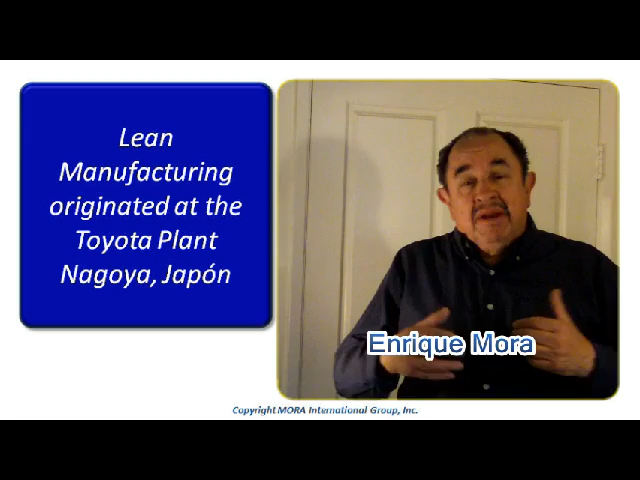 Lean
Manufacturing
originated at the
Toyota Plant
Nagoya, Japón
Enrique Mora
Copyright MORA International Group, Inc.